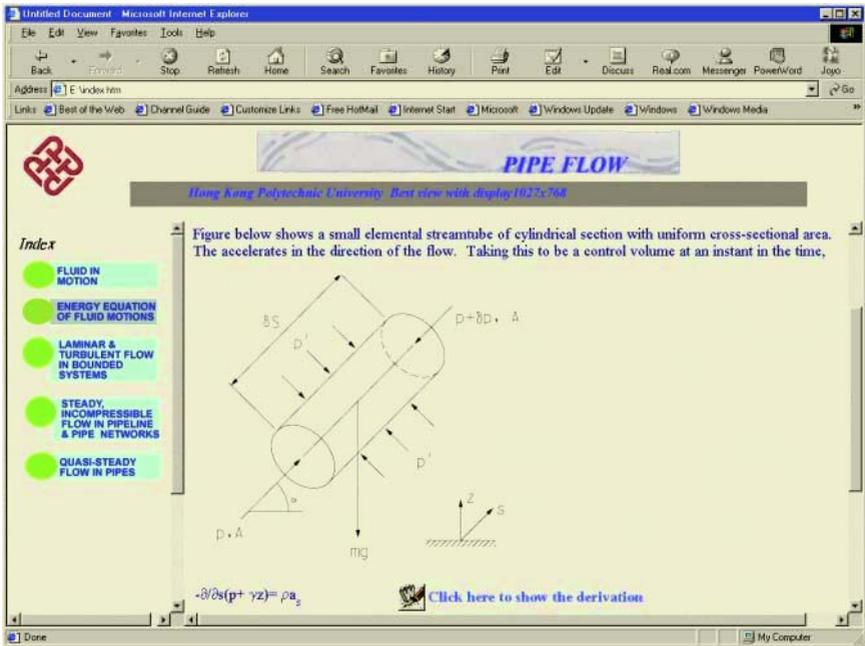 Untitled Document - Microsoft Internet Explorer
File Edit View Favorites Tools Help
Back Forward Stop Refresh Home Search Favorites History Print Edit Discuss Real.com Messenger PowerWord Joyo
Address E:\index.htm Go
Links Best of the Web Channel Guide Customize Links Free HotMail Internet Start Microsoft Windows Update Windows Windows Media
PIPE FLOW
Hong Kong Polytechnic University Best view with display1027x768
Index
FLUID IN
MOTION
ENERGY EQUATION
OF FLUID MOTIONS
LAMINAR &
TURBULENT FLOW
IN BOUNDED
SYSTEMS
STEADY,
INCOMPRESSIBLE
FLOW IN PIPELINE
& PIPE NETWORKS
QUASI-STEADY
FLOW IN PIPES
Figure below shows a small elemental streamtube of cylindrical section with uniform cross-sectional area.
The accelerates in the direction of the flow. Taking this to be a control volume at an instant in the time,
δS
p+δp, A
p'
p'
p, A
mg
z
s
-∂/∂s(p+ γz)= ρa_s
Click here to show the derivation
Done
My Computer